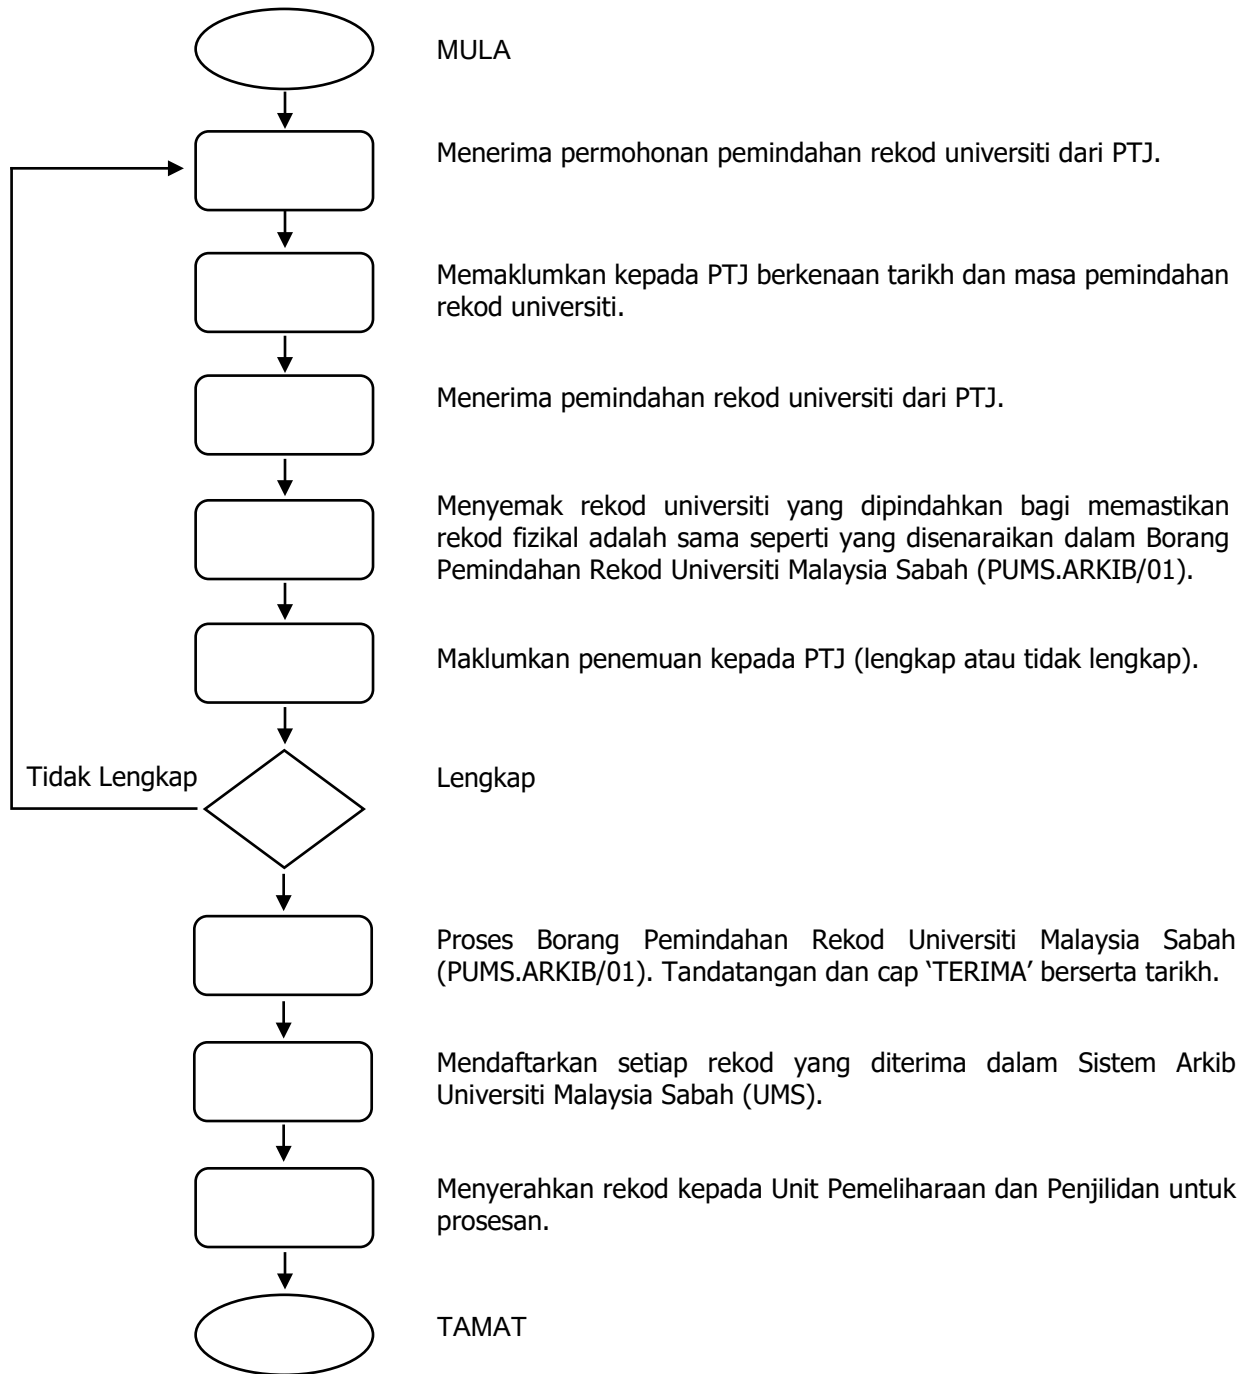 MULA
Menerima permohonan pemindahan rekod universiti dari PTJ.
Memaklumkan kepada PTJ berkenaan tarikh dan masa pemindahan
rekod universiti.
Menerima pemindahan rekod universiti dari PTJ.
Menyemak rekod universiti yang dipindahkan bagi memastikan
rekod fizikal adalah sama seperti yang disenaraikan dalam Borang
Pemindahan Rekod Universiti Malaysia Sabah (PUMS.ARKIB/01).
Maklumkan penemuan kepada PTJ (lengkap atau tidak lengkap).
Tidak Lengkap
Lengkap
Proses Borang Pemindahan Rekod Universiti Malaysia Sabah
(PUMS.ARKIB/01). Tandatangan dan cap ‘TERIMA’ berserta tarikh.
Mendaftarkan setiap rekod yang diterima dalam Sistem Arkib
Universiti Malaysia Sabah (UMS).
Menyerahkan rekod kepada Unit Pemeliharaan dan Penjilidan untuk
prosesan.
TAMAT